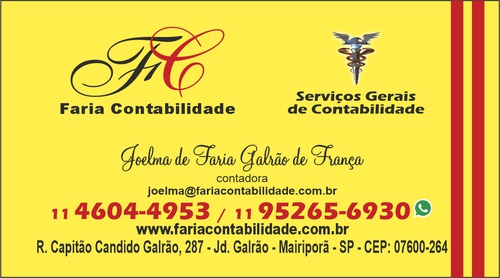 FC
Faria Contabilidade
Serviços Gerais
de Contabilidade
Joelma de Faria Galrão de França
contadora
joelma@fariacontabilidade.com.br
11 4604-4953 / 11 95265-6930
www.fariacontabilidade.com.br
R. Capitão Candido Galrão, 287 - Jd. Galrão - Mairiporã - SP - CEP: 07600-264